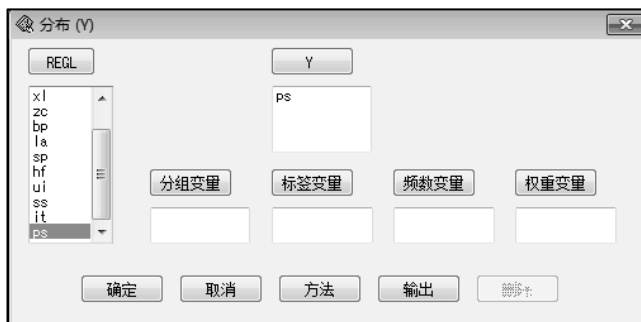 分布 (Y)
REGL
Y
xl
zc
bp
la
sp
hf
ui
ss
it
ps
ps
分组变量
标签变量
频数变量
权重变量
确定
取消
方法
输出